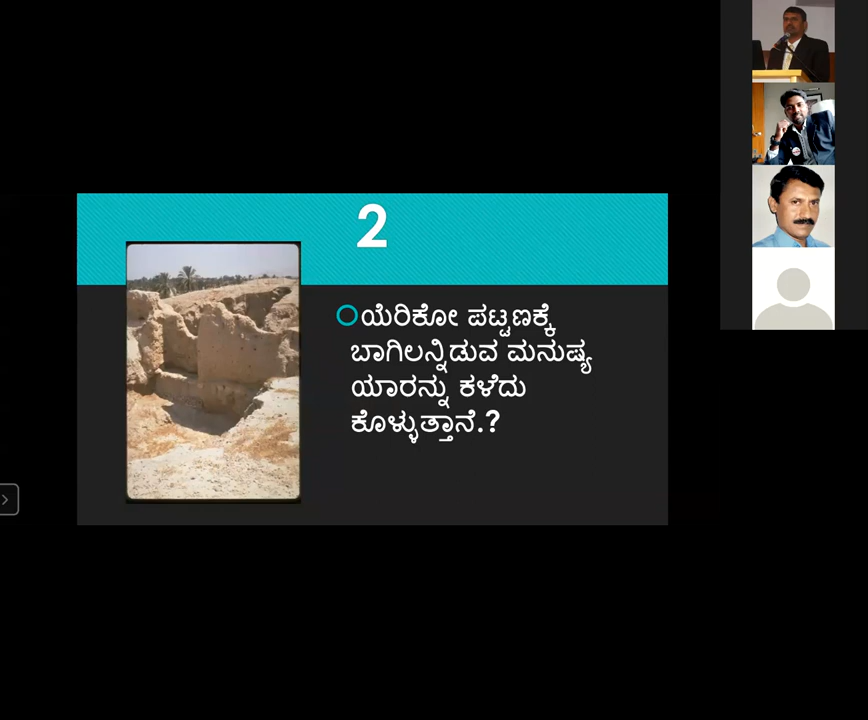 2
ಯೆರಿಕೋ ಪಟ್ಟಣಕ್ಕೆ
ಬಾಗಿಲನ್ನಿಡುವ ಮನುಷ್ಯ
ಯಾರನ್ನು ಕಳೆದು
ಕೊಳ್ಳುತ್ತಾನೆ.?